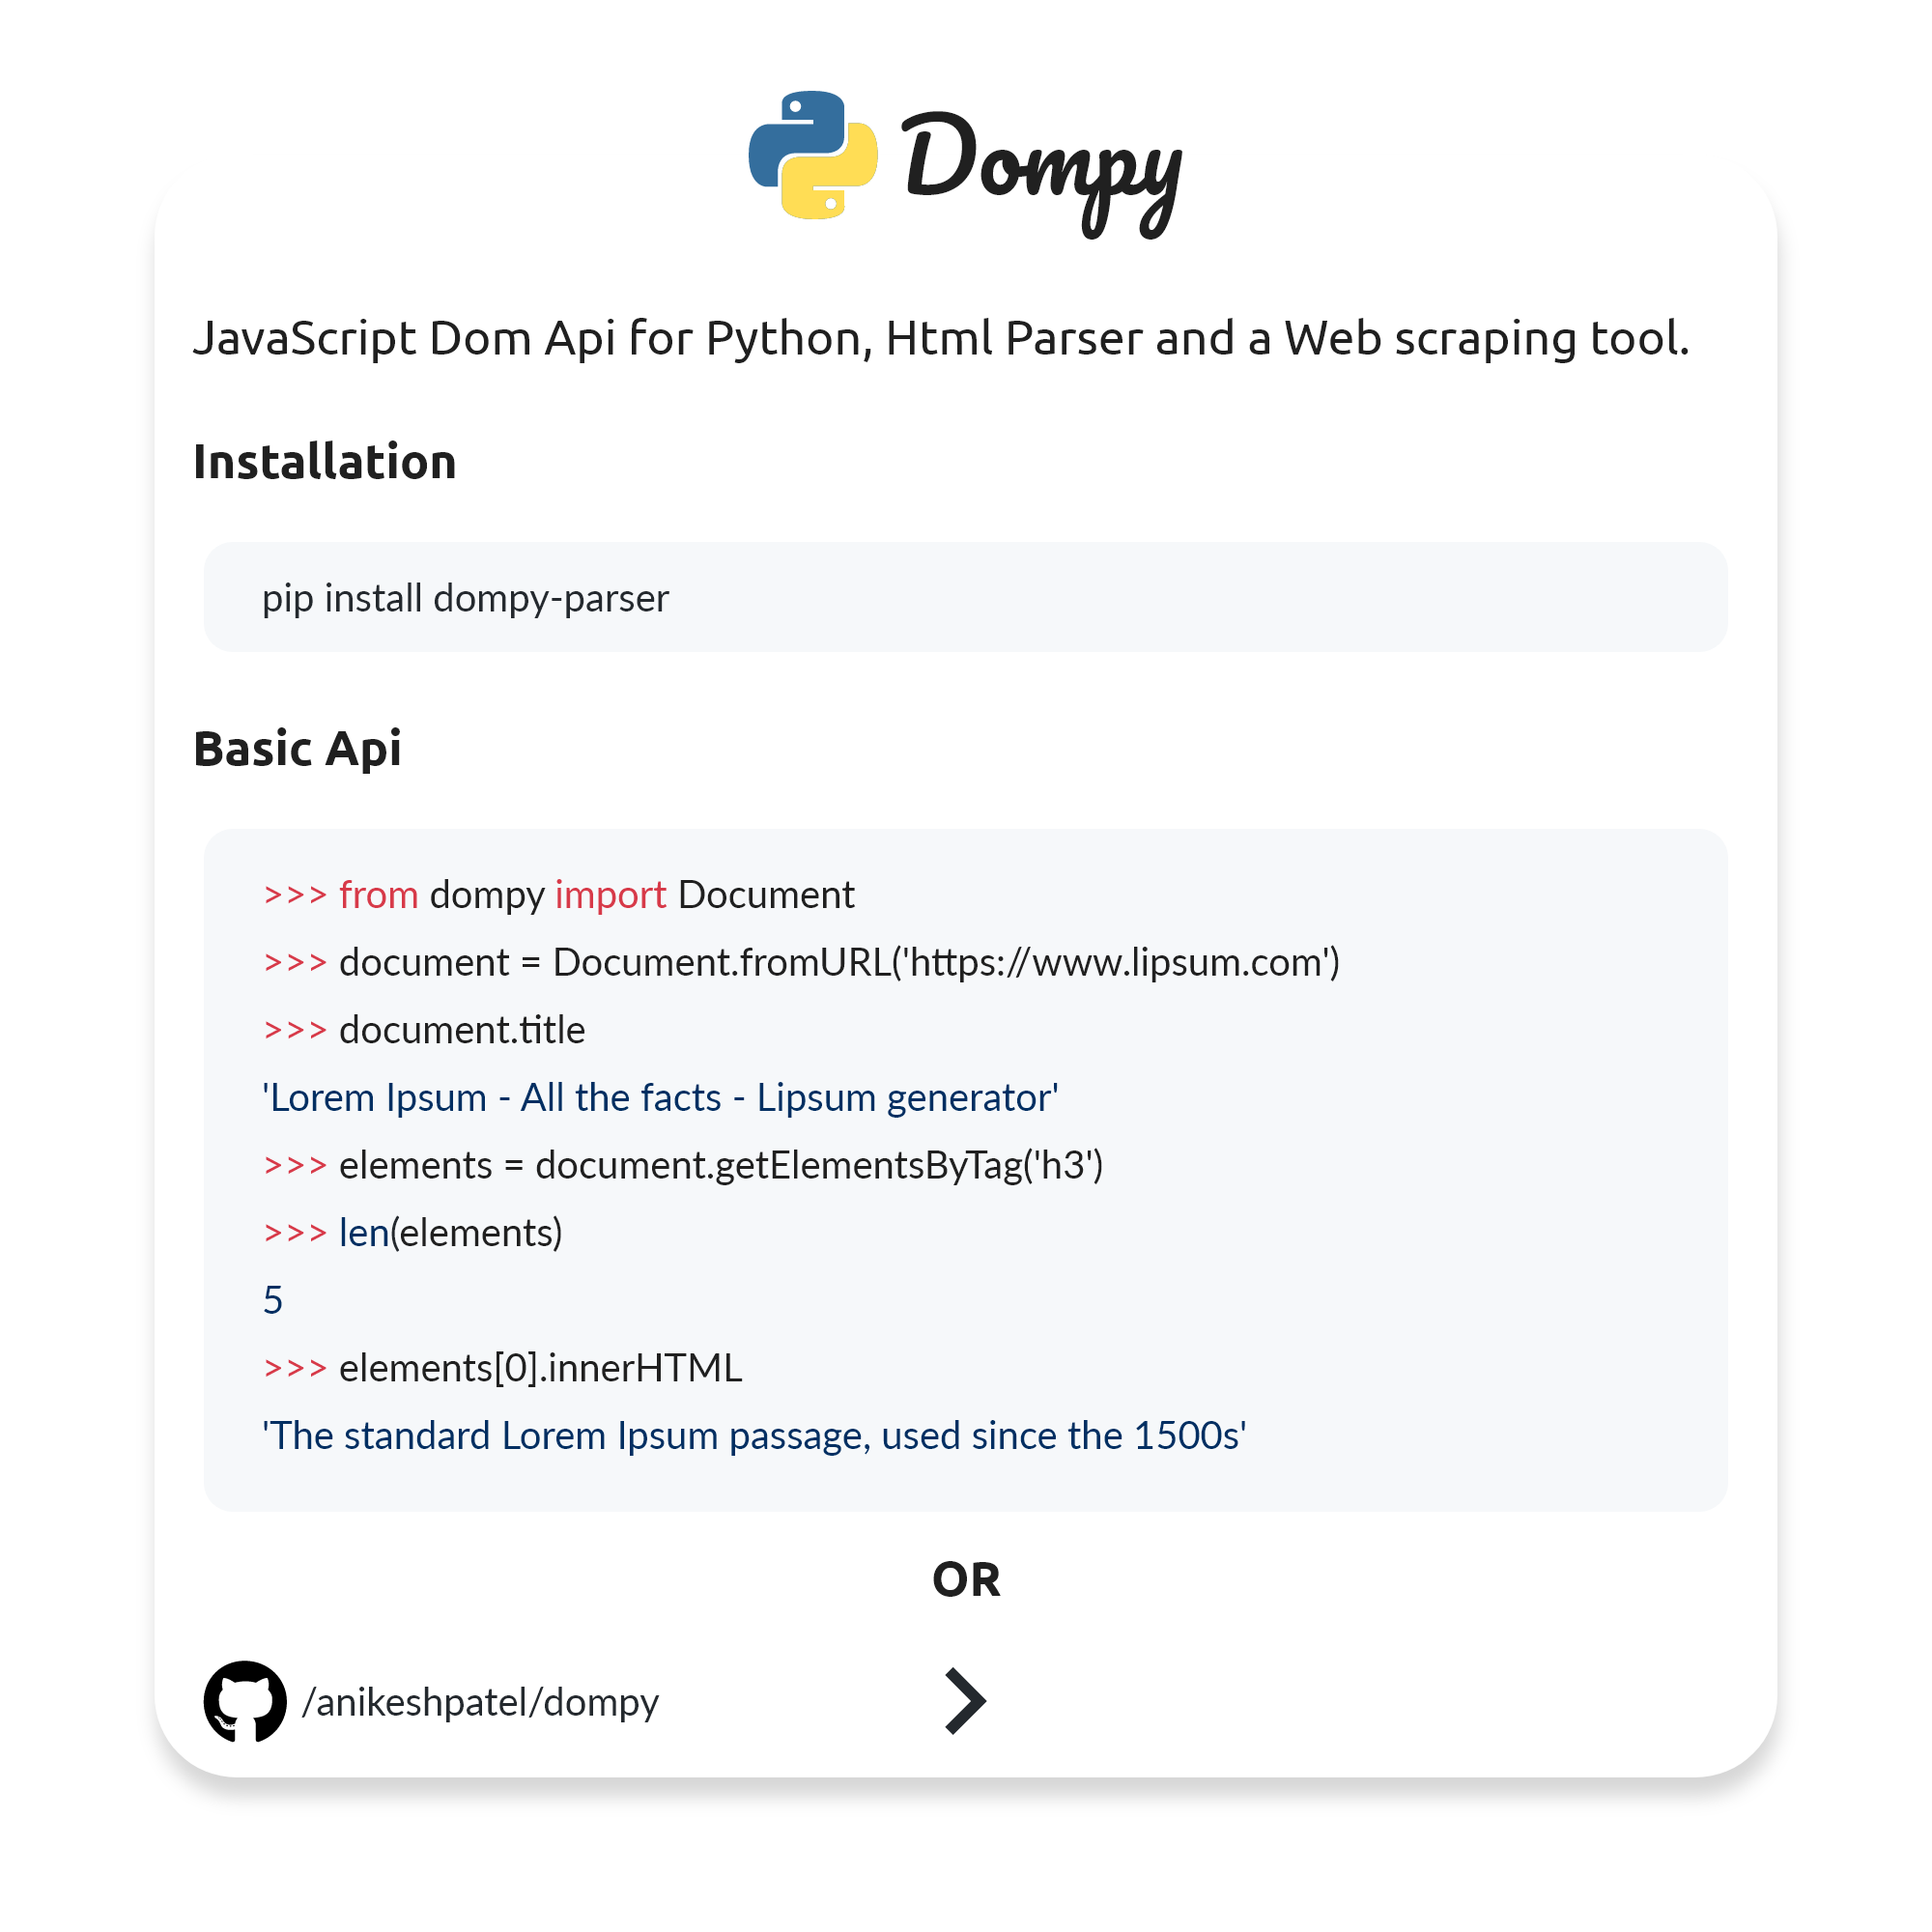 Dompy
JavaScript Dom Api for Python, Html Parser and a Web scraping tool.
Installation
pip install dompy-parser
Basic Api
>>> from dompy import Document
>>> document = Document.fromURL('https://www.lipsum.com')
>>> document.title
'Lorem Ipsum - All the facts - Lipsum generator'
>>> elements = document.getElementsByTag('h3')
>>> len(elements)
5
>>> elements[0].innerHTML
'The standard Lorem Ipsum passage, used since the 1500s'
OR
/anikeshpatel/dompy